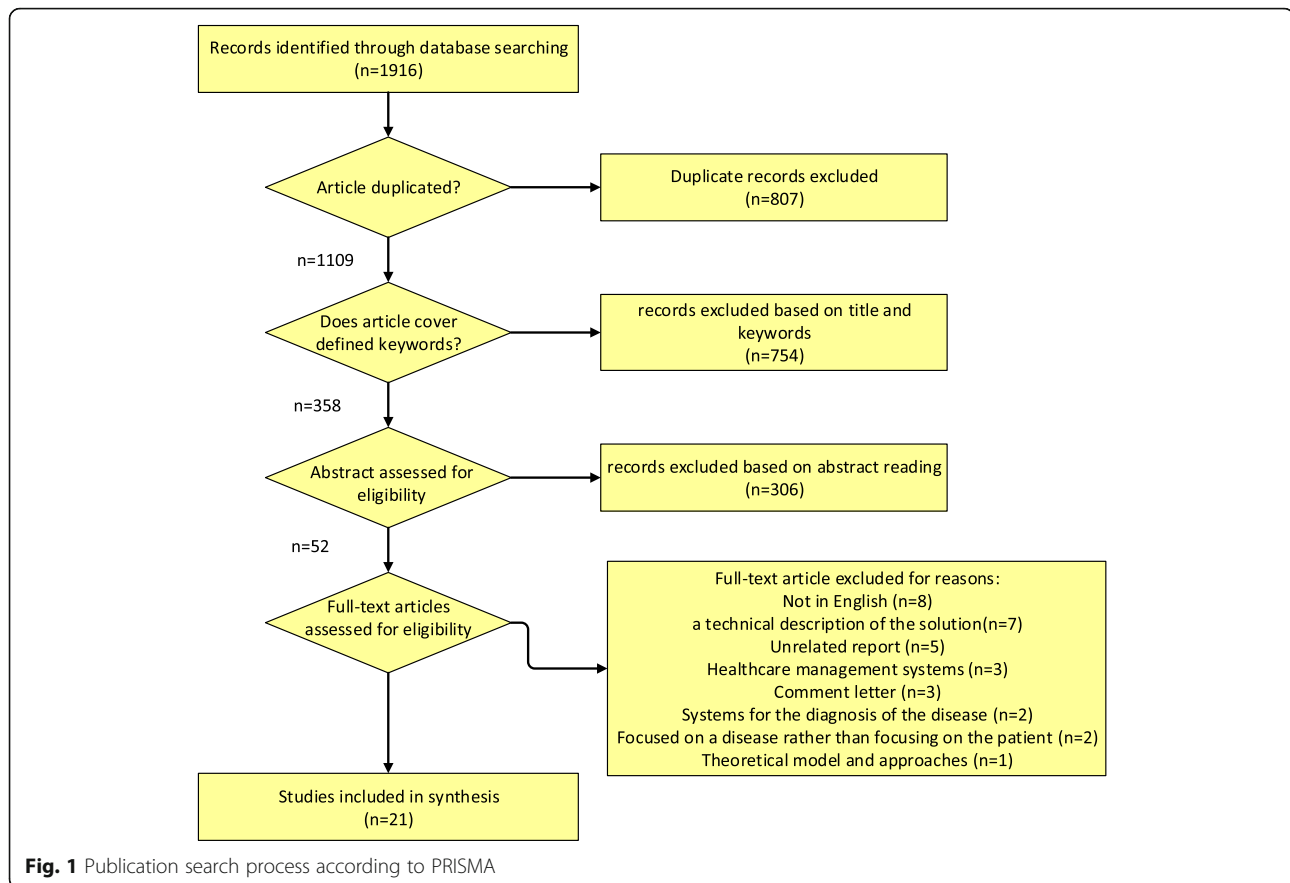 Records identified through database searching
(n=1916)
Article duplicated?
Duplicate records excluded
(n=807)
n=1109
Does article cover
defined keywords?
records excluded based on title and
keywords
(n=754)
n=358
Abstract assessed for
eligibility
records excluded based on abstract reading
(n=306)
n=52
Full-text articles
assessed for eligibility
Full-text article excluded for reasons:
Not in English (n=8)
a technical description of the solution(n=7)
Unrelated report (n=5)
Healthcare management systems (n=3)
Comment letter (n=3)
Systems for the diagnosis of the disease (n=2)
Focused on a disease rather than focusing on the patient (n=2)
Theoretical model and approaches (n=1)
Studies included in synthesis
(n=21)
Fig. 1 Publication search process according to PRISMA